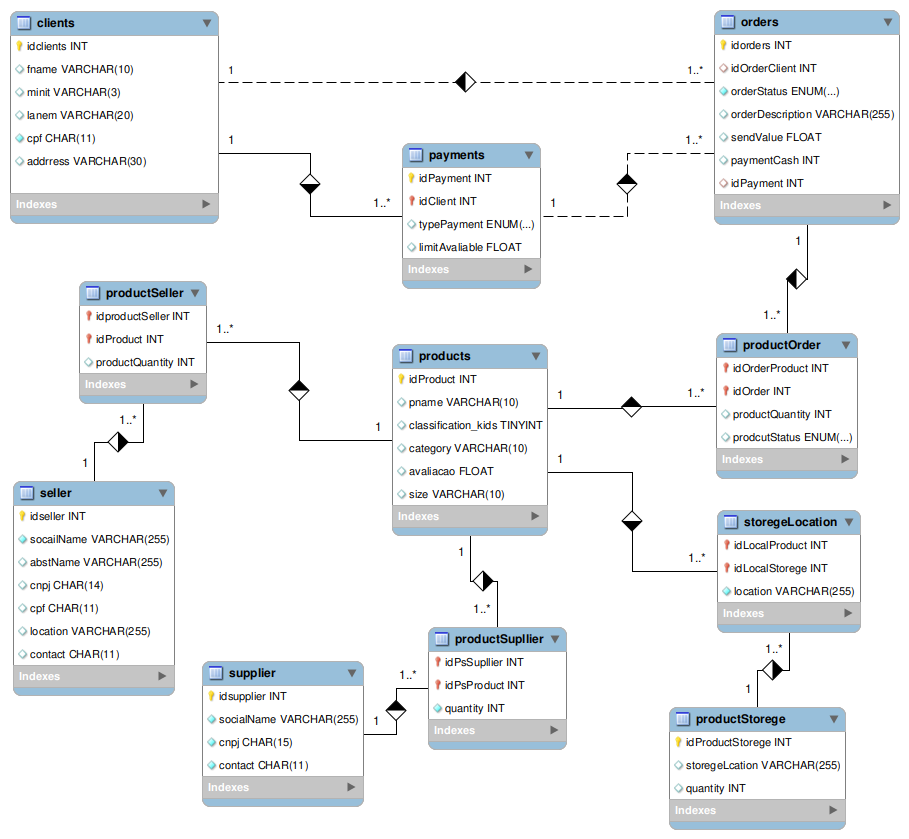 clients
idclients INT
fname VARCHAR(10)
minit VARCHAR(3)
lanem VARCHAR(20)
cpf CHAR(11)
addrress VARCHAR(30)
Indexes
orders
idorders INT
idOrderClient INT
orderStatus ENUM(...)
orderDescription VARCHAR(255)
sendValue FLOAT
paymentCash INT
idPayment INT
Indexes
1
1..*
1
1..*
payments
idPayment INT
idClient INT
typePayment ENUM(...)
limitAvaliable FLOAT
Indexes
1
1..*
1
1..*
productSeller
idproductSeller INT
idProduct INT
productQuantity INT
Indexes
1..*
1
1..*
1
products
idProduct INT
pname VARCHAR(10)
classification_kids TINYINT
category VARCHAR(10)
avaliacao FLOAT
size VARCHAR(10)
Indexes
1
1..*
1
1..*
productOrder
idOrderProduct INT
idOrder INT
productQuantity INT
prodcutStatus ENUM(...)
Indexes
seller
idseller INT
socailName VARCHAR(255)
abstName VARCHAR(255)
cnpj CHAR(14)
cpf CHAR(11)
location VARCHAR(255)
contact CHAR(11)
Indexes
storegeLocation
idLocalProduct INT
idLocalStorege INT
location VARCHAR(255)
Indexes
1
1..*
productSupllier
idPsSupllier INT
idPsProduct INT
quantity INT
Indexes
1..*
1
supplier
idsupplier INT
socialName VARCHAR(255)
cnpj CHAR(15)
contact CHAR(11)
Indexes
1..*
1
productStorege
idProductStorege INT
storegeLcation VARCHAR(255)
quantity INT
Indexes